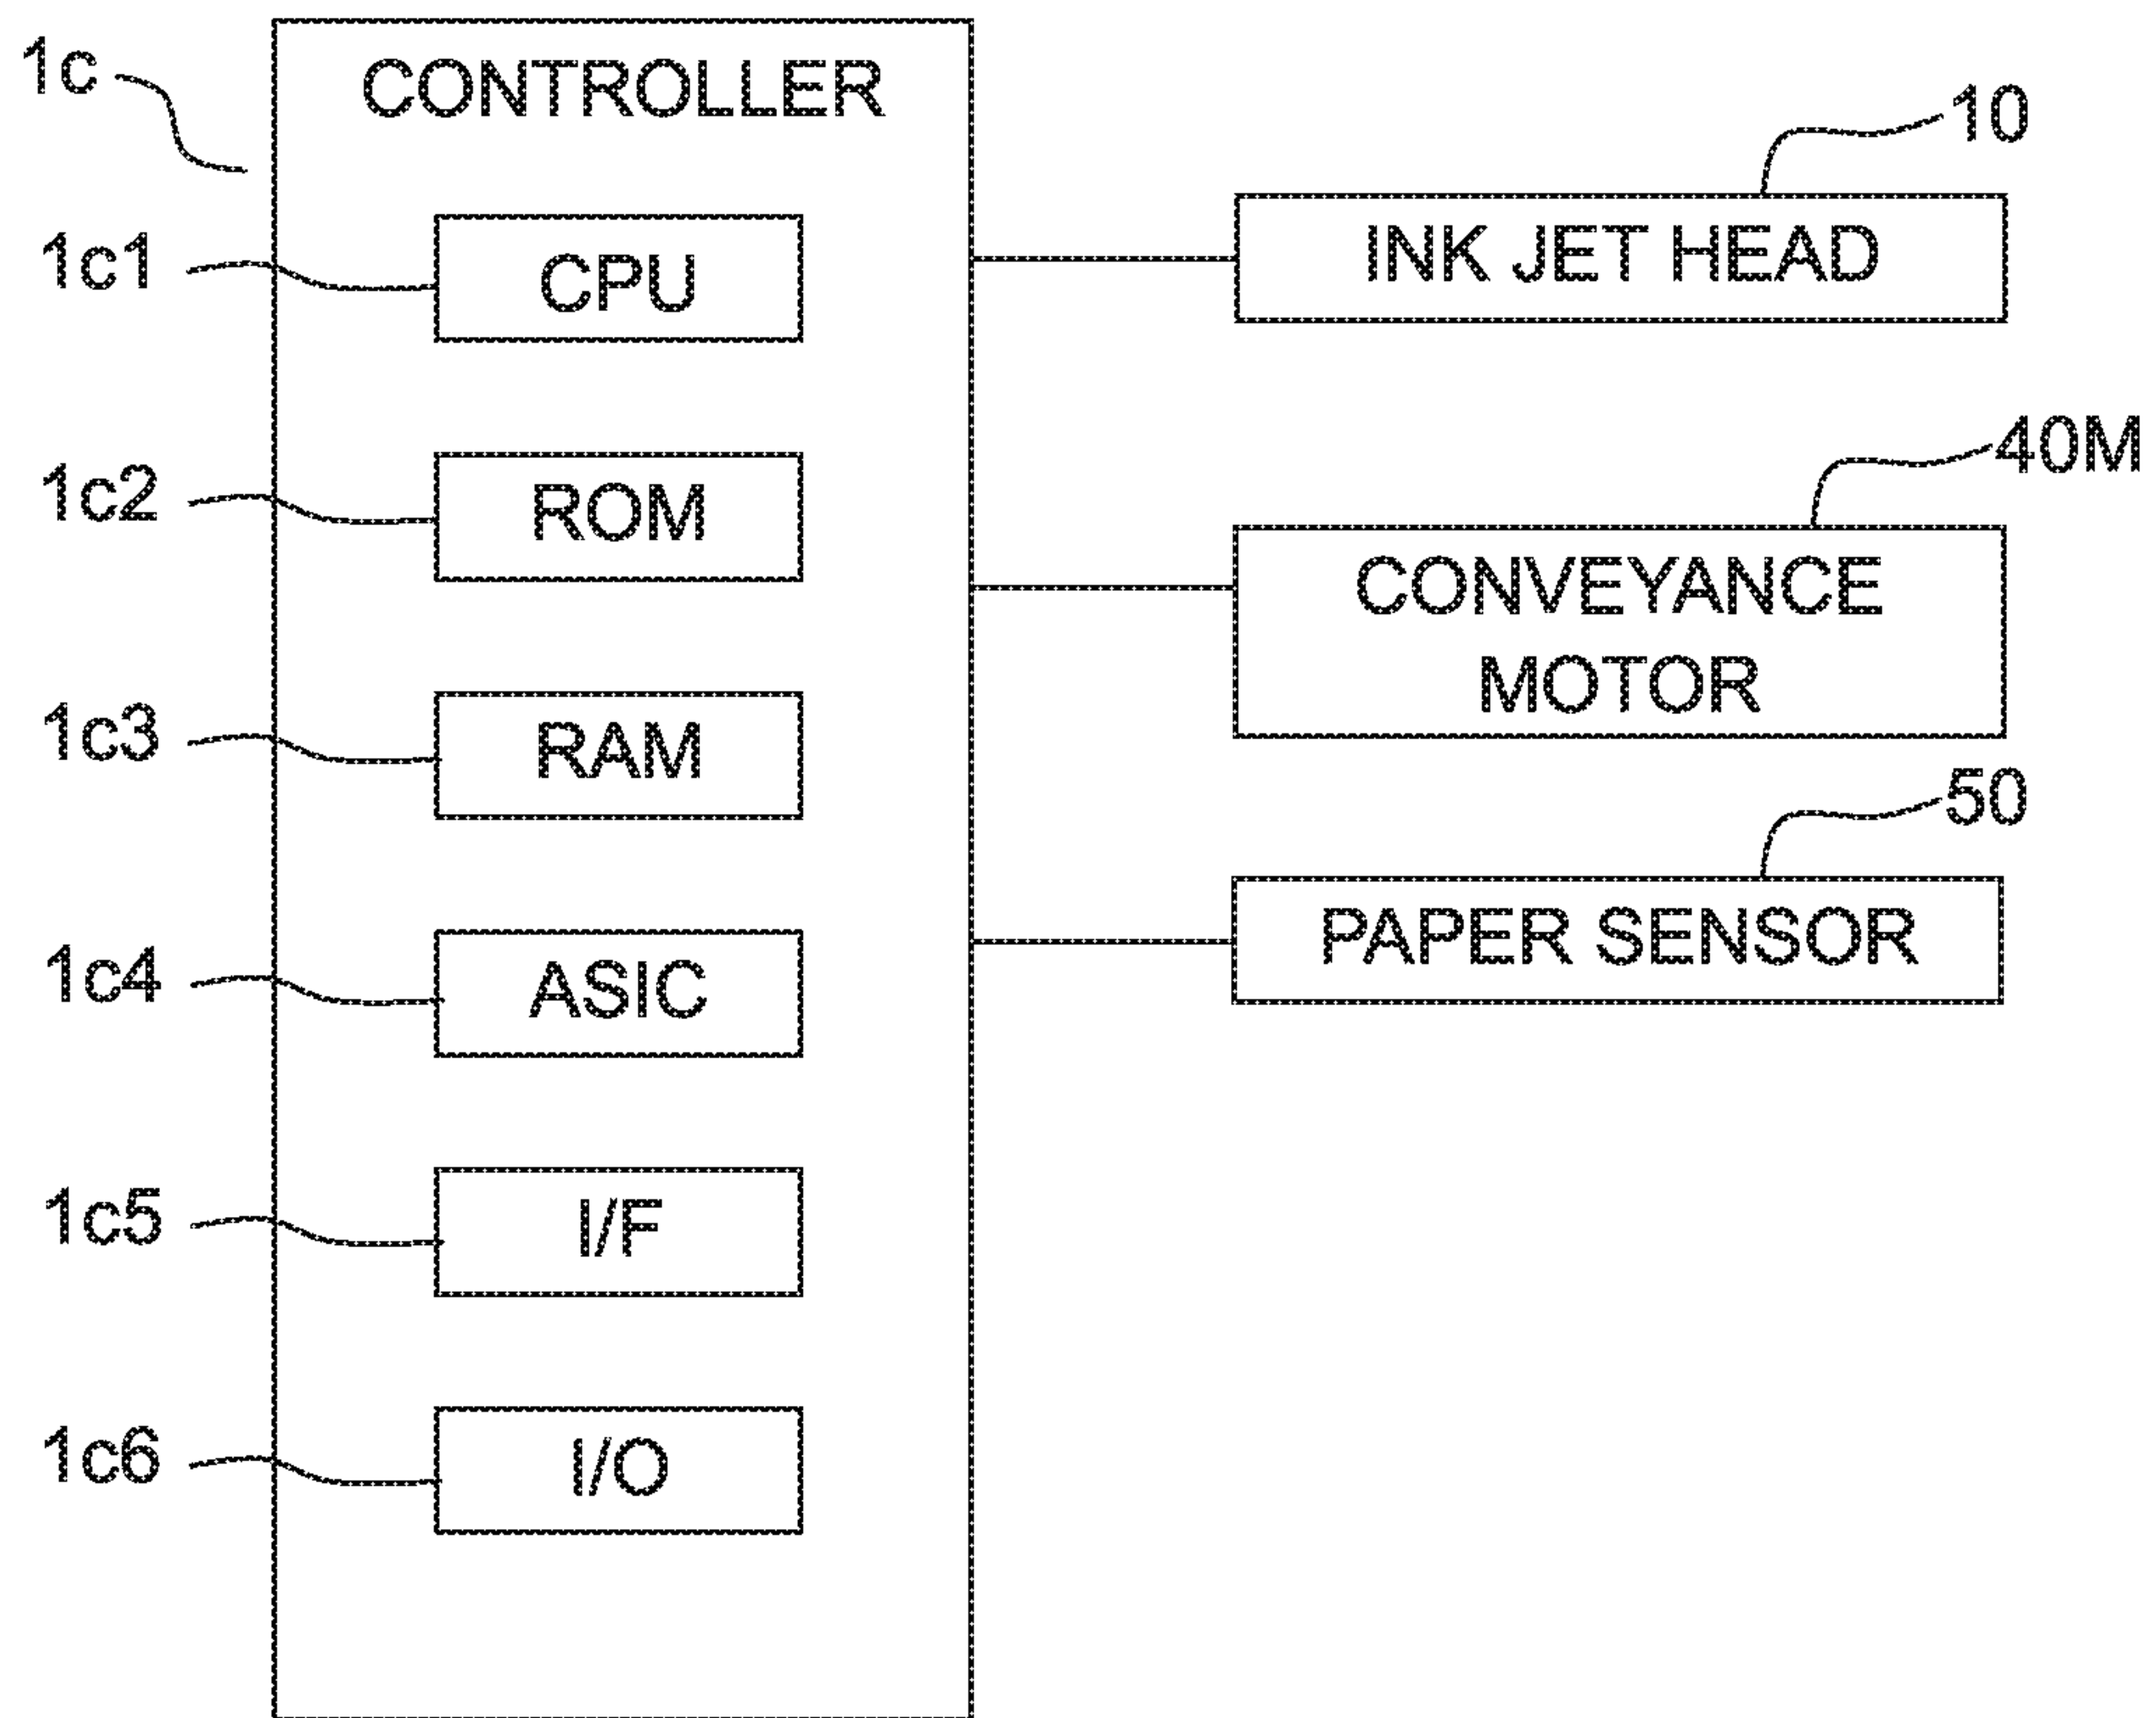 1c
CONTROLLER
10
INK JET HEAD
1c1
CPU
40M
1c2
ROM
CONVEYANCE
MOTOR
1c3
RAM
50
PAPER SENSOR
1c4
ASIC
1c5
I/F
1c6
I/O